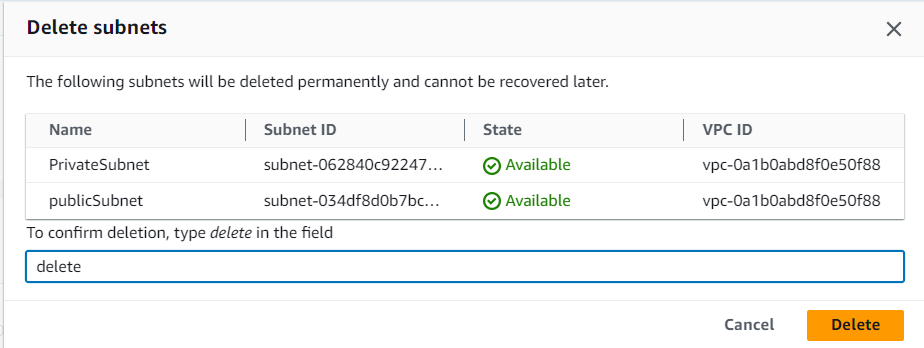 Delete subnets
The following subnets will be deleted permanently and cannot be recovered later.
Name Subnet ID State VPC ID
PrivateSubnet subnet-062840c92247... Available vpc-0a1b0abd8f0e50f88
publicSubnet subnet-034df8d0b7bc... Available vpc-0a1b0abd8f0e50f88
To confirm deletion, type delete in the field
delete
Cancel Delete